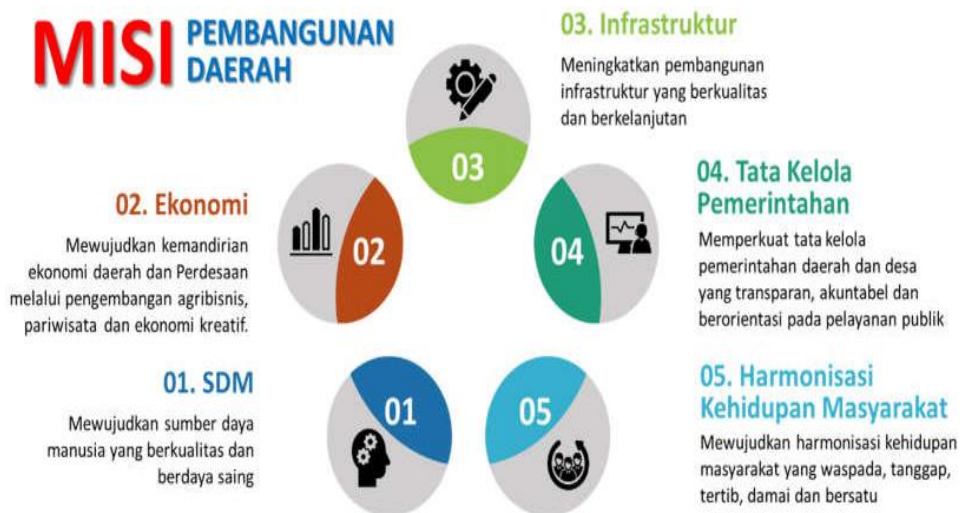 MISI PEMBANGUNAN
DAERAH
01. SDM
Mewujudkan sumber daya
manusia yang berkualitas dan
berdaya saing
01
02. Ekonomi
Mewujudkan kemandirian
ekonomi daerah dan Perdesaan
melalui pengembangan agribisnis,
pariwisata dan ekonomi kreatif.
02
03. Infrastruktur
Meningkatkan pembangunan
infrastruktur yang berkualitas
dan berkelanjutan
03
04. Tata Kelola
Pemerintahan
Memperkuat tata kelola
pemerintahan daerah dan desa
yang transparan, akuntabel dan
berorientasi pada pelayanan publik
04
05. Harmonisasi
Kehidupan Masyarakat
Mewujudkan harmonisasi kehidupan
masyarakat yang waspada, tanggap,
tertib, damai dan bersatu
05